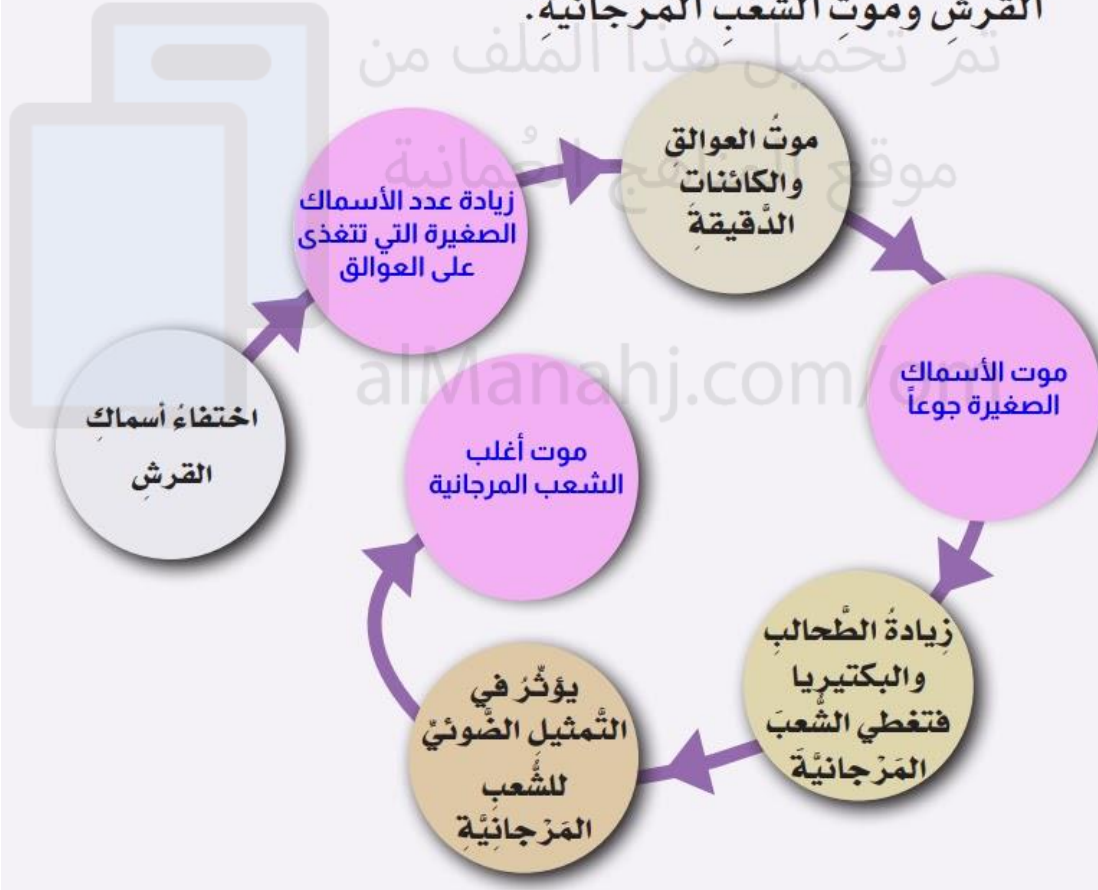 القرشِ وموتِ الشعبِ المرجانيةِ.
تم تحميل هذا الملف من
موقع المناهج العُمانية
alManahj.com/om
اختفاءُ أسماكِ
القرشِ
زيادة عدد الأسماك
الصغيرة التي تتغذى
على العوالق
موتُ العوالقِ
والكائناتِ
الدَّقيقةِ
موت الأسماك
الصغيرة جوعاً
زيادةُ الطَّحالبِ
والبكتيريا
فتغطي الشُّعبَ
المَرْجانيَّةَ
يؤثّرُ في
التَّمثيلِ الضَّوئيِّ
للشُّعبِ
المَرْجانِيَّةِ
موت أغلب
الشعب المرجانية